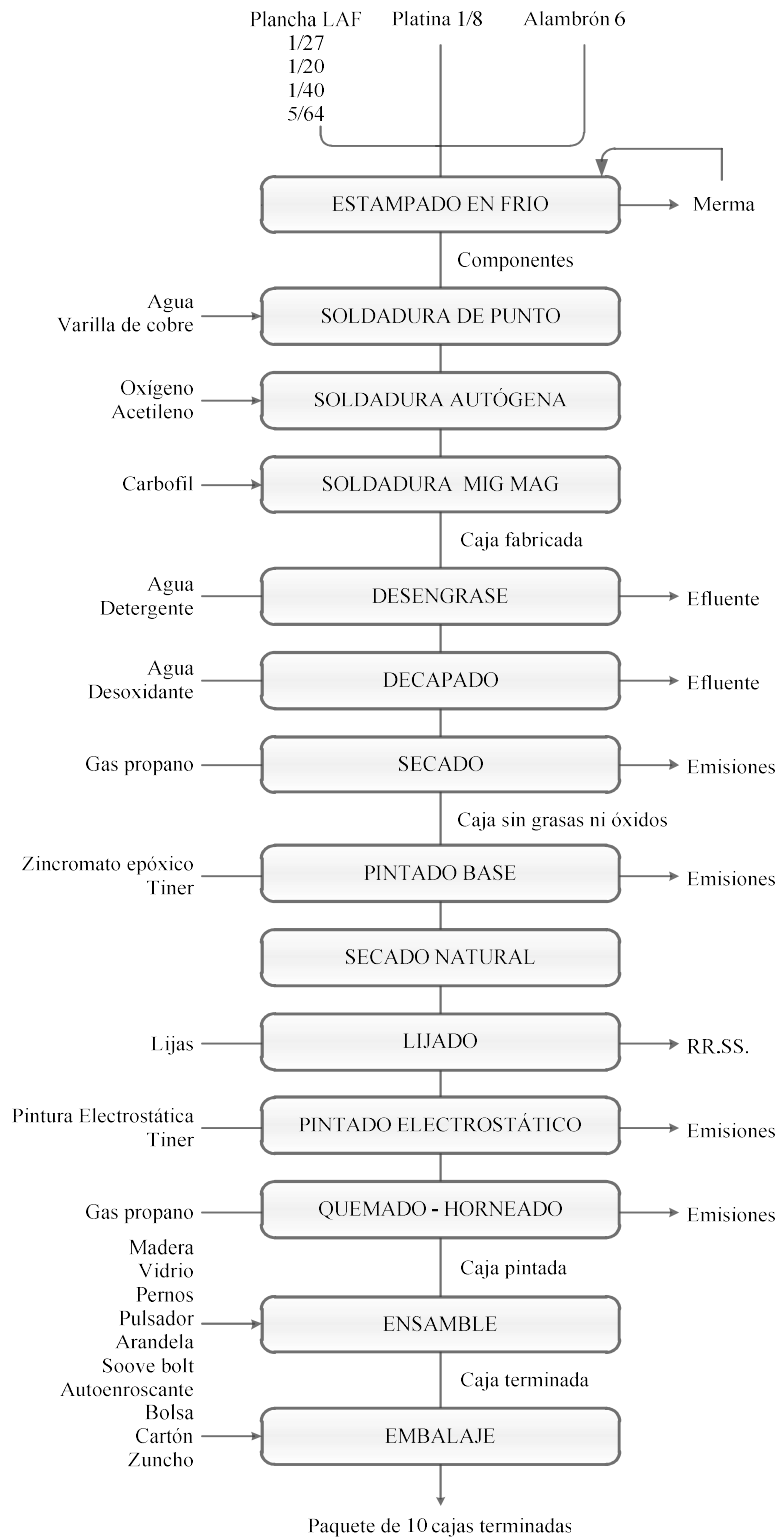 Plancha LAF
1/27
1/20
1/40
5/64
Platina 1/8
Alambrón 6
ESTAMPADO EN FRIO
Merma
Componentes
Agua
Varilla de cobre
SOLDADURA DE PUNTO
Oxígeno
Acetileno
SOLDADURA AUTÓGENA
Carbofil
SOLDADURA MIG MAG
Caja fabricada
Agua
Detergente
DESENGRASE
Efluente
Agua
Desoxidante
DECAPADO
Efluente
Gas propano
SECADO
Emisiones
Caja sin grasas ni óxidos
Zincromato epóxico
Tiner
PINTADO BASE
Emisiones
SECADO NATURAL
Lijas
LIJADO
RR.SS.
Pintura Electrostática
Tiner
PINTADO ELECTROSTÁTICO
Emisiones
Gas propano
QUEMADO - HORNEADO
Emisiones
Caja pintada
Madera
Vidrio
Pernos
Pulsador
Arandela
Soove bolt
Autoenroscante
ENSAMBLE
Caja terminada
Bolsa
Cartón
Zuncho
EMBALAJE
Paquete de 10 cajas terminadas